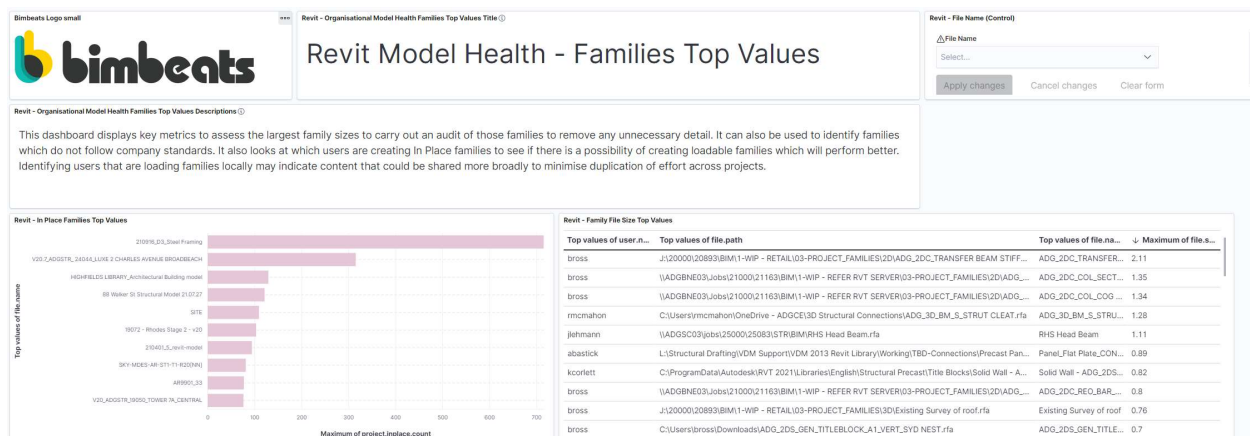 Bimbeats Logo small
Revit - Organisational Model Health Families Top Values Title
Revit - File Name (Control)
bimbeats
Revit Model Health - Families Top Values
File Name
Select...
Apply changes Cancel changes Clear form
Revit - Organisational Model Health Families Top Values Descriptions
This dashboard displays key metrics to assess the largest family sizes to carry out an audit of those families to remove any unnecessary detail. It can also be used to identify families
which do not follow company standards. It also looks at which users are creating In Place families to see if there is a possibility of creating loadable families which will perform better.
Identifying users that are loading families locally may indicate content that could be shared more broadly to minimise duplication of effort across projects.
Revit - In Place Families Top Values
Top values of file.name
210916_D3_Steel Framing
V20.7_ADGSTR_ 24044_LUXE 2 CHARLES AVENUE BROADBEACH
HIGHFIELDS LIBRARY_Architectural Building model
88 Walker St Structural Model 21.07.27
SITE
19072 - Rhodes Stage 2 - v20
210401_S_revit-model
SKY-MDES-AR-ST1-T1-R20[NN]
AR9901_33
V20_ADGSTR_19050_TOWER 7A_CENTRAL
0 100 200 300 400 500 600 700
Maximum of project.inplace.count
Revit - Family File Size Top Values
Top values of user.n... Top values of file.path Top values of file.na... ↓ Maximum of file.s...
bross J:\20000\20893\BIM\1-WIP - RETAIL\03-PROJECT_FAMILIES\2D\ADG_2DC_TRANSFER BEAM STIFF... ADG_2DC_TRANSFER... 2.11
bross \\ADGBNE03\Jobs\21000\21163\BIM\1-WIP - REFER RVT SERVER\03-PROJECT_FAMILIES\2D\ADG_... ADG_2DC_COL_SECT... 1.35
bross \\ADGBNE03\Jobs\21000\21163\BIM\1-WIP - REFER RVT SERVER\03-PROJECT_FAMILIES\2D\ADG_... ADG_2DC_COL_COG ... 1.34
rmcmahon C:\Users\rmcmahon\OneDrive - ADGCE\3D Structural Connections\ADG_3D_BM_S_STRUT CLEAT.rfa ADG_3D_BM_S_STRU... 1.28
jlehmann \\ADGSC03\jobs\25000\25083\STR\BIM\RHS Head Beam.rfa RHS Head Beam 1.11
abastick L:\Structural Drafting\VDM Support\VDM 2013 Revit Library\Working\TBD-Connections\Precast Pan... Panel_Flat Plate_CON... 0.89
kcorlett C:\ProgramData\Autodesk\RVT 2021\Libraries\English\Structural Precast\Title Blocks\Solid Wall - A... Solid Wall - ADG_2DS... 0.82
bross \\ADGBNE03\Jobs\21000\21163\BIM\1-WIP - REFER RVT SERVER\03-PROJECT_FAMILIES\2D\ADG_... ADG_2DC_REO_BAR_... 0.8
bross J:\20000\20893\BIM\1-WIP - RETAIL\03-PROJECT_FAMILIES\3D\Existing Survey of roof.rfa Existing Survey of roof 0.76
bross C:\Users\bross\Downloads\ADG_2DS_GEN_TITLEBLOCK_A1_VERT_SYD NEST.rfa ADG_2DS_GEN_TITLE... 0.7